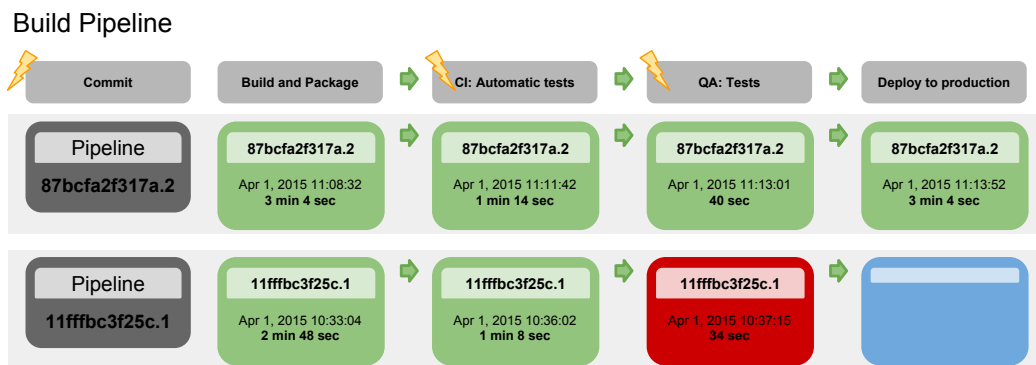 Build Pipeline
Commit
Build and Package
CI: Automatic tests
QA: Tests
Deploy to production
Pipeline
87bcfa2f317a.2
87bcfa2f317a.2
Apr 1, 2015 11:08:32
3 min 4 sec
87bcfa2f317a.2
Apr 1, 2015 11:11:42
1 min 14 sec
87bcfa2f317a.2
Apr 1, 2015 11:13:01
40 sec
87bcfa2f317a.2
Apr 1, 2015 11:13:52
3 min 4 sec
Pipeline
11fffbc3f25c.1
11fffbc3f25c.1
Apr 1, 2015 10:33:04
2 min 48 sec
11fffbc3f25c.1
Apr 1, 2015 10:36:02
1 min 8 sec
11fffbc3f25c.1
Apr 1, 2015 10:37:15
34 sec